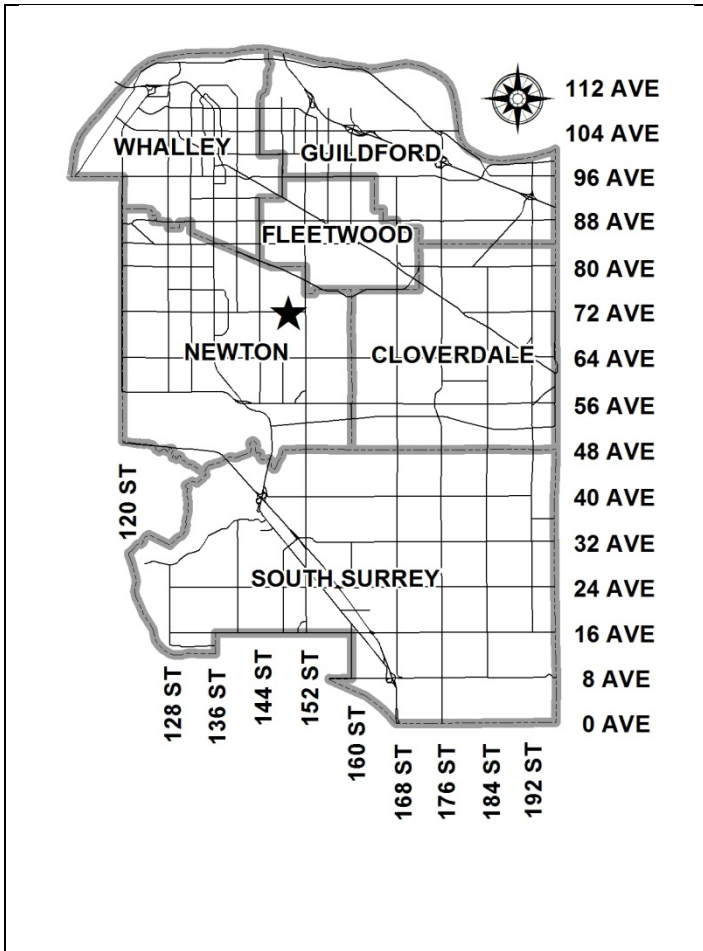 112 AVE
104 AVE
WHALLEY
GUILDFORD
96 AVE
88 AVE
FLEETWOOD
80 AVE
72 AVE
NEWTON
CLOVERDALE
64 AVE
56 AVE
48 AVE
120 ST
40 AVE
32 AVE
SOUTH SURREY
24 AVE
16 AVE
8 AVE
0 AVE
128 ST
136 ST
144 ST
152 ST
160 ST
168 ST
176 ST
184 ST
192 ST